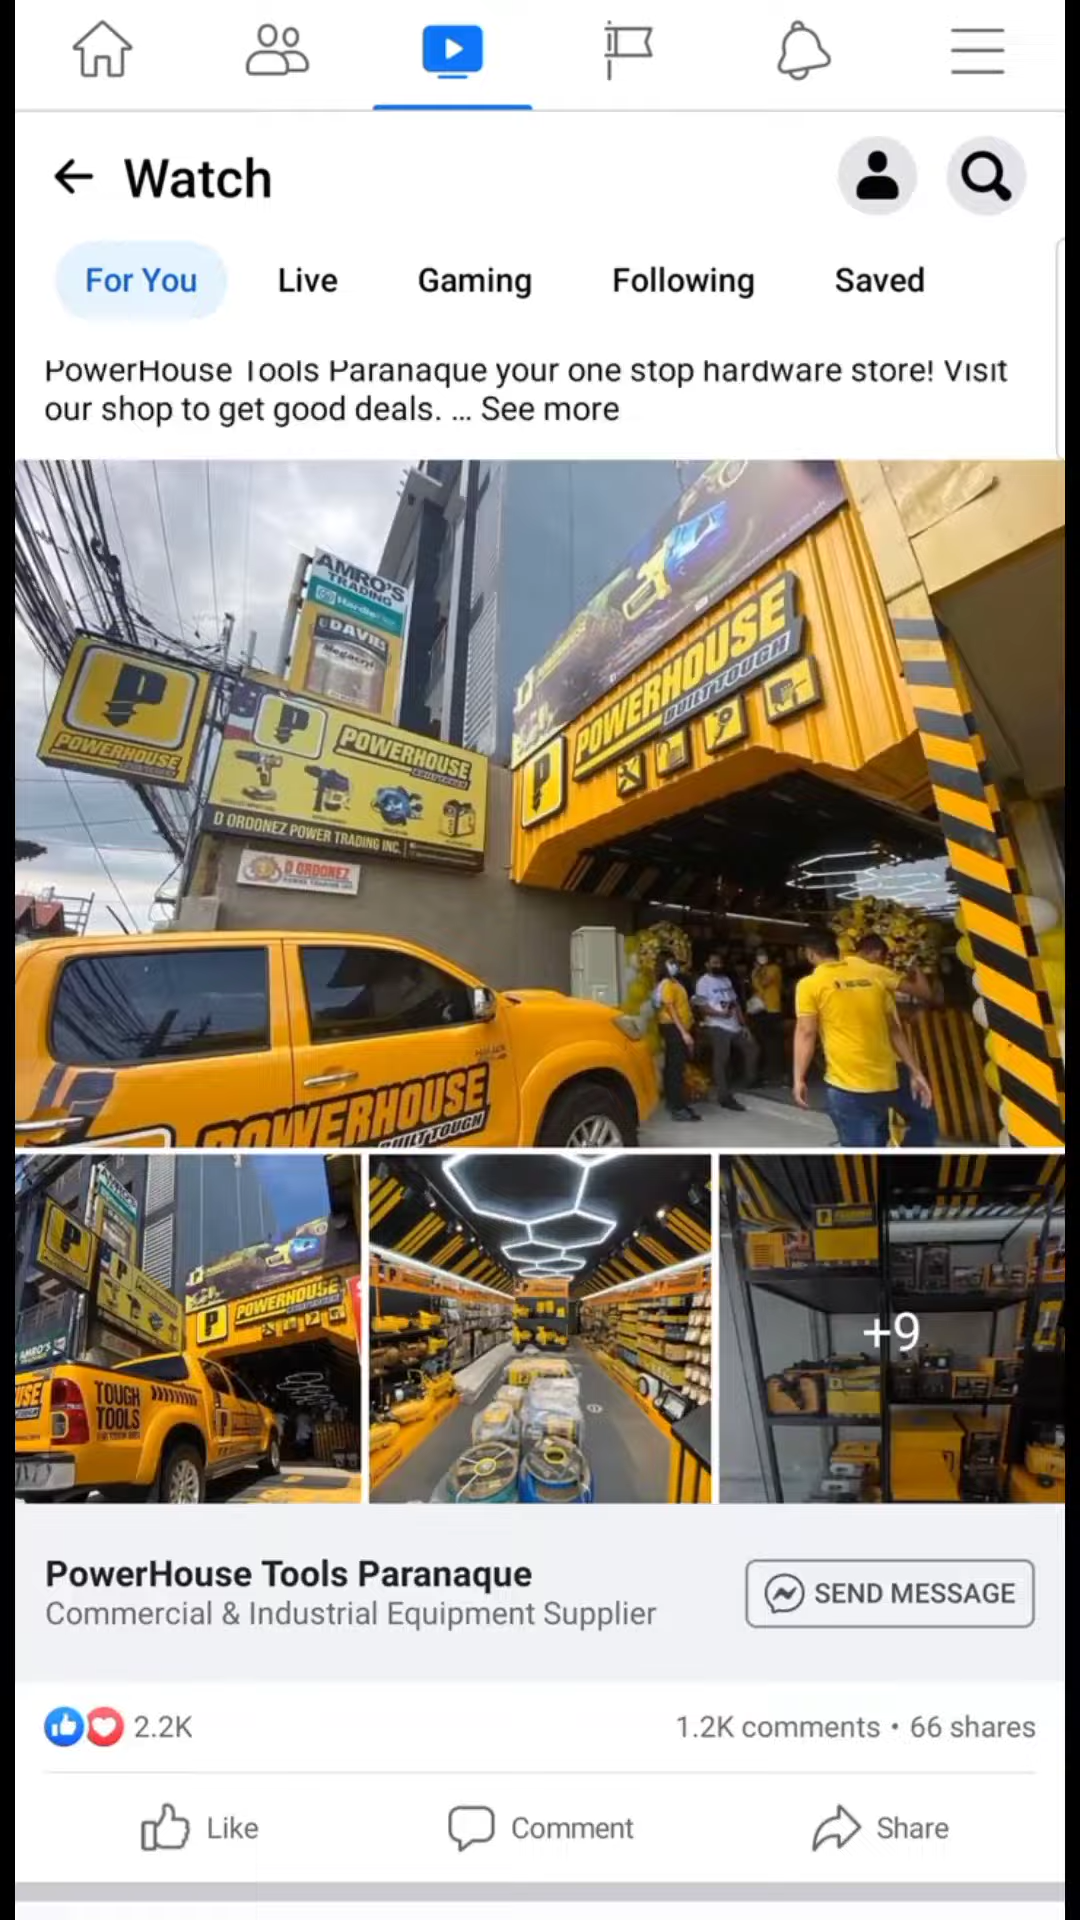 Watch
For You
Live
Gaming
Following
Saved
PowerHouse Tools Paranaque your one stop hardware store! Visit
our shop to get good deals. ... See more
AMRO'S
TRADING
DAVIES
Megacryl
POWERHOUSE
BUILT TOUGH
POWERHOUSE
POWERHOUSE
D ORDONEZ POWER TRADING INC.
D ORDONEZ
POWERHOUSE
BUILT TOUGH
POWERHOUSE
TOUGH
TOOLS
+9
PowerHouse Tools Paranaque
Commercial & Industrial Equipment Supplier
SEND MESSAGE
2.2K
1.2K comments • 66 shares
Like
Comment
Share